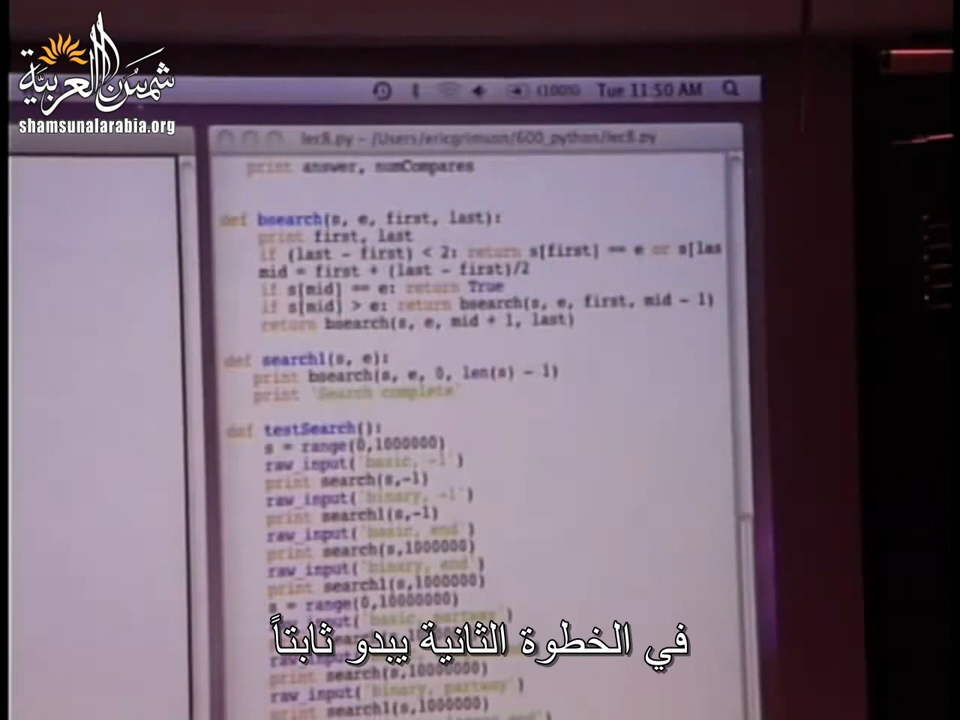 شمس العربية
shamsunalarabia.org
(100%) Tue 11:50 AM
lec8.py - /Users/ericgrimson/600_python/lec8.py
print answer, numCompares
def bsearch(s, e, first, last):
print first, last
if (last - first) < 2: return s[first] == e or s[las
mid = first + (last - first)/2
if s[mid] == e: return True
if s[mid] > e: return bsearch(s, e, first, mid - 1)
return bsearch(s, e, mid + 1, last)
def search1(s, e):
print bsearch(s, e, 0, len(s) - 1)
print 'Search complete'
def testSearch():
s = range(0,1000000)
raw_input('basic, -1')
print search(s,-1)
raw_input('binary, -1')
print search1(s,-1)
raw_input('basic, end')
print search(s,1000000)
raw_input('binary, end')
print search1(s,1000000)
s = range(0,10000000)
في الخطوة الثانية يبدو ثابتاً
print search(s,10000000)
raw_input('binary, partway')
print search1(s,1000000)